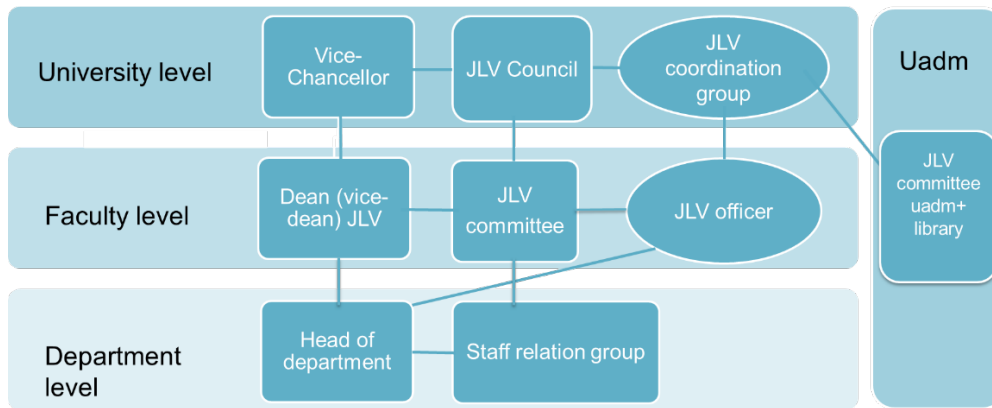 University level
Vice-
Chancellor
JLV Council
JLV
coordination
group
Uadm
Faculty level
Dean (vice-
dean) JLV
JLV
committee
JLV officer
JLV
committee
uadm+
library
Department
level
Head of
department
Staff relation group